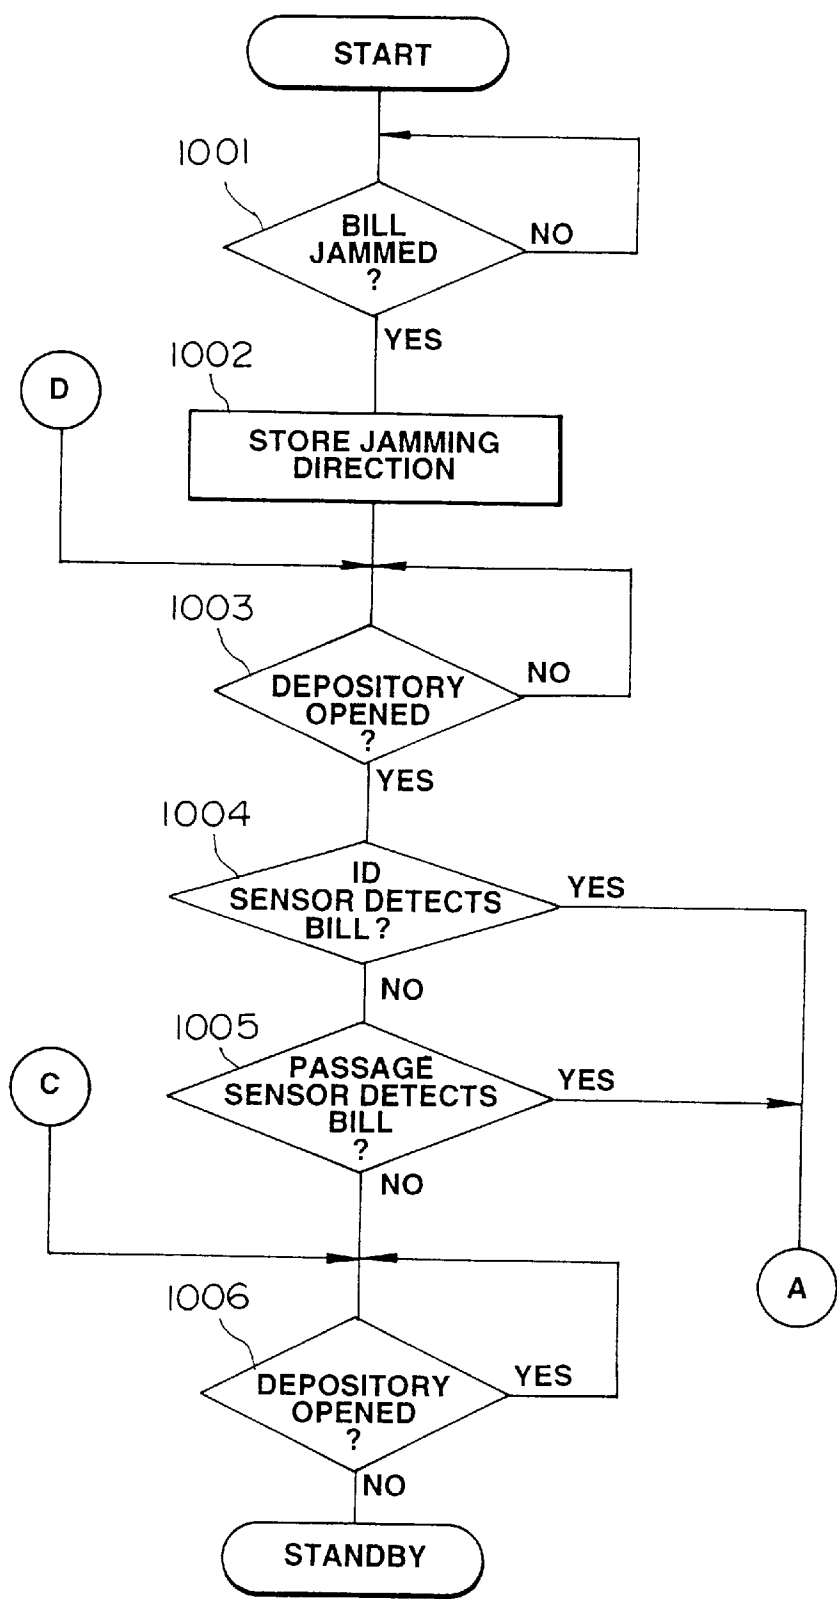 START
1001
BILL
JAMMED
?
NO
YES
1002
D
STORE JAMMING
DIRECTION
1003
DEPOSITORY
OPENED
?
NO
YES
1004
ID
SENSOR DETECTS
BILL?
YES
NO
1005
C
PASSAGE
SENSOR DETECTS
BILL
?
YES
NO
A
1006
DEPOSITORY
OPENED
?
YES
NO
STANDBY